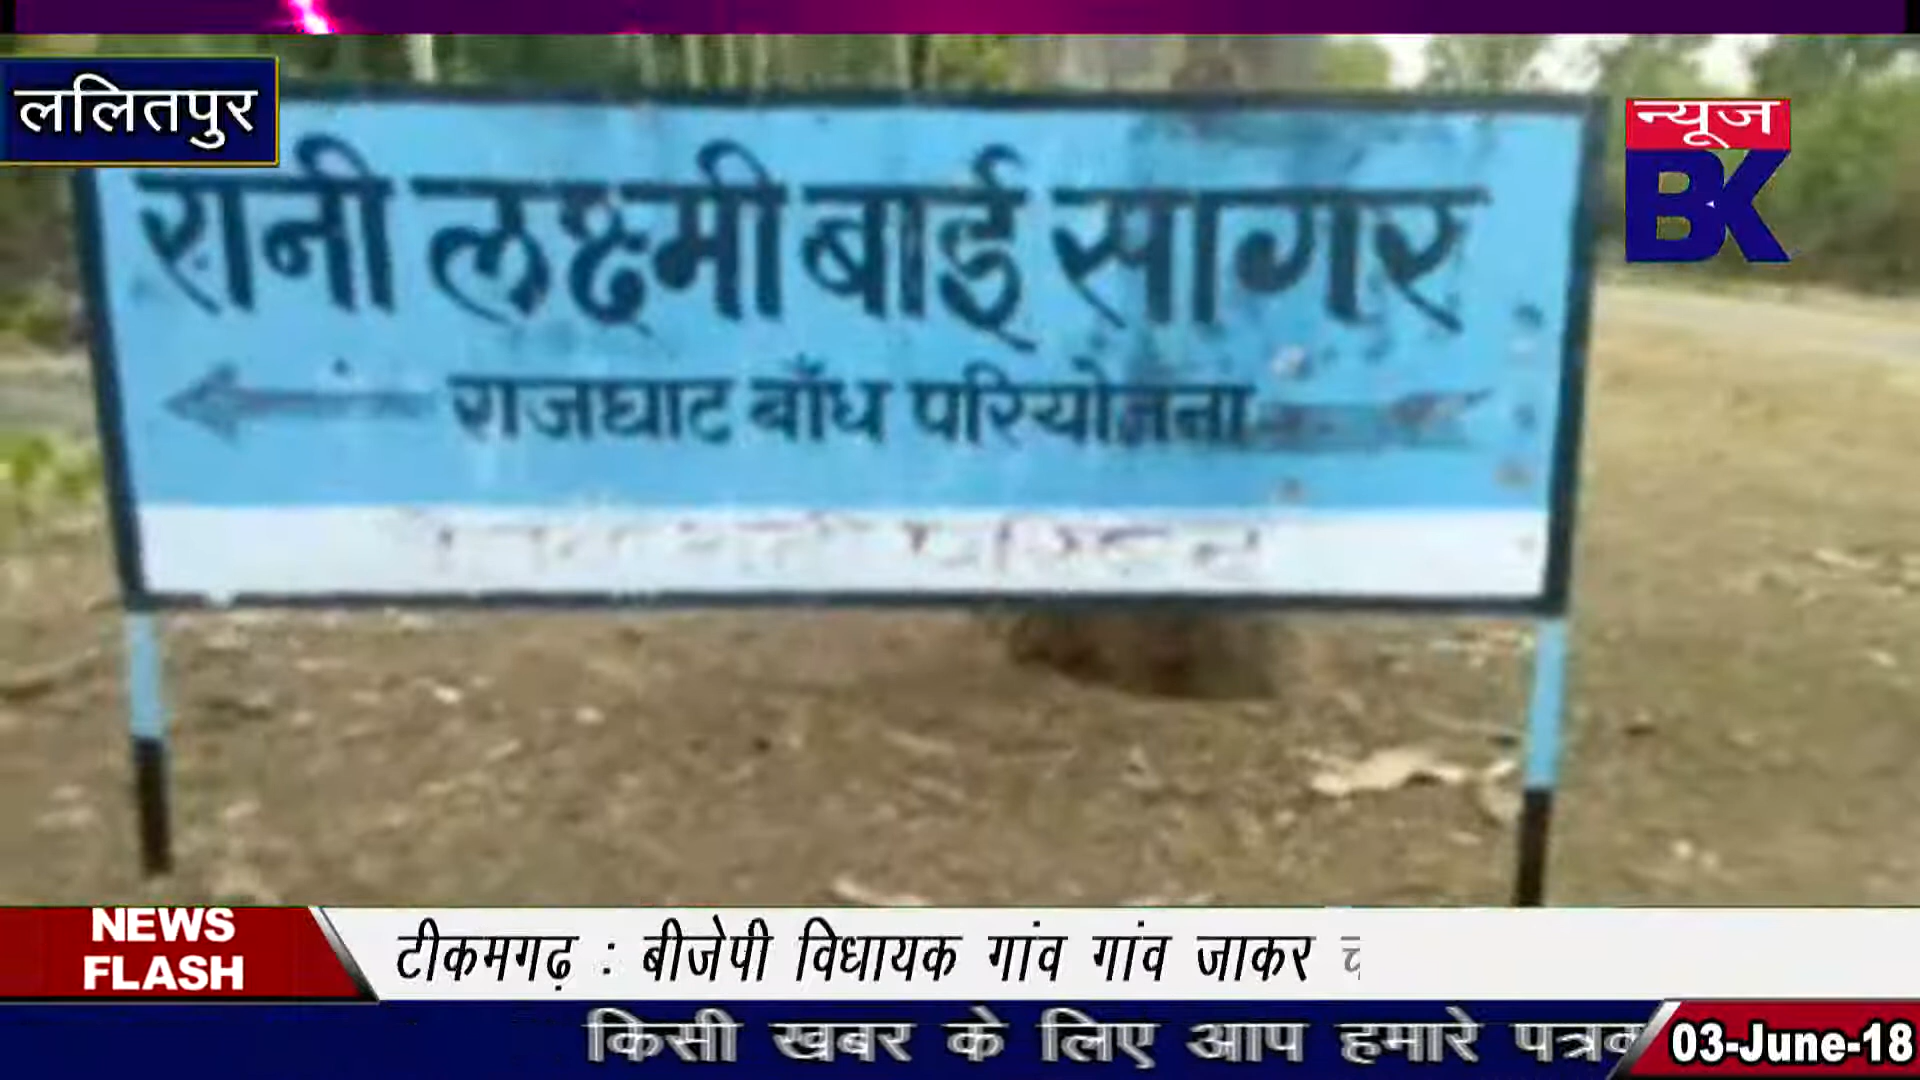 ललितपुर
न्यूज
BK
रानी लक्ष्मी बाई सागर
राजघाट बाँध परियोजना
NEWS
FLASH
टीकमगढ़ : बीजेपी विधायक गांव गांव जाकर
किसी खबर के लिए आप हमारे
03-June-18